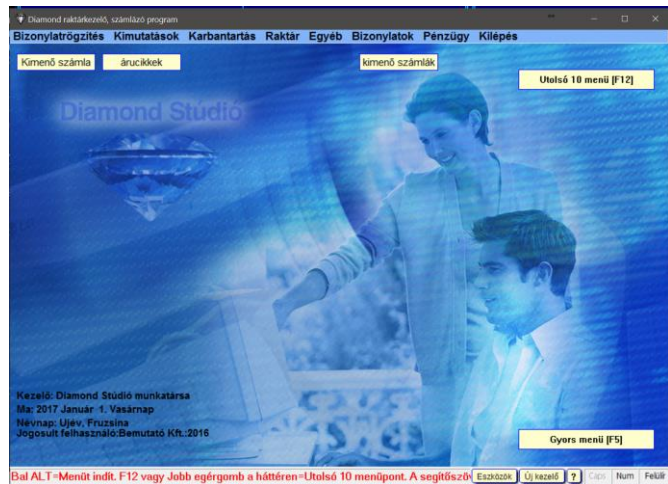 Diamond raktárkezelő, számlázó program
Bizonylatrögzítés Kimutatások Karbantartás Raktár Egyéb Bizonylatok Pénzügy Kilépés
Kimenő számla árucikkek kimenő számlák
Utolsó 10 menü [F12]
Diamond Stúdió
Kezelő: Diamond Stúdió munkatársa
Ma: 2017 Január 1. Vasárnap
Névnap: Ujév, Fruzsina
Jogosult felhasználó:Bemutató Kft.:2016
Gyors menü [F5]
Bal ALT=Menüt indít. F12 vagy Jobb egérgomb a háttéren=Utolsó 10 menüpont. A segítőszöv Eszközök Új kezelő ? Caps Num Felülír